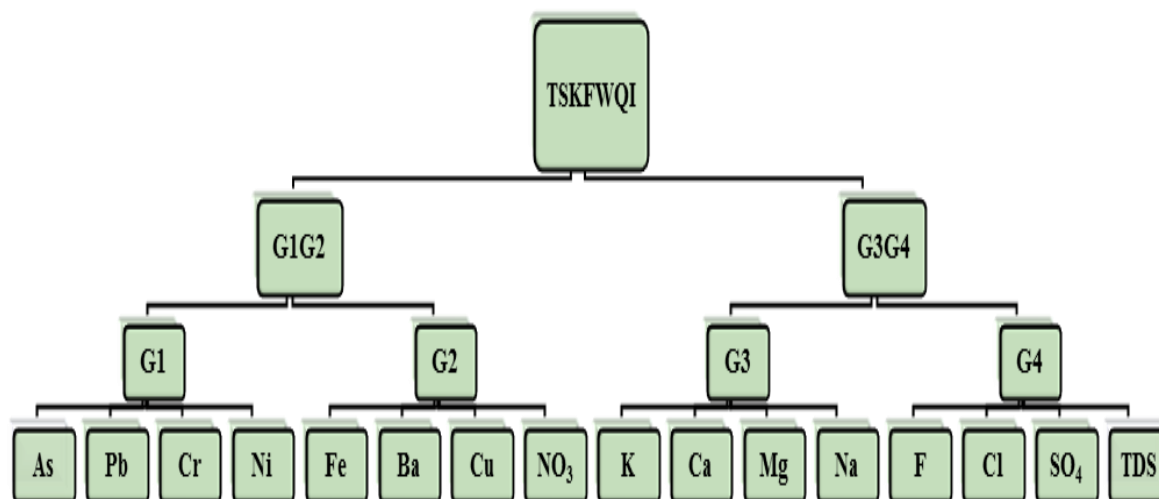 TSKFWQI
G1G2
G3G4
G1
G2
G3
G4
As
Pb
Cr
Ni
Fe
Ba
Cu
NO₃
K
Ca
Mg
Na
F
Cl
SO₄
TDS